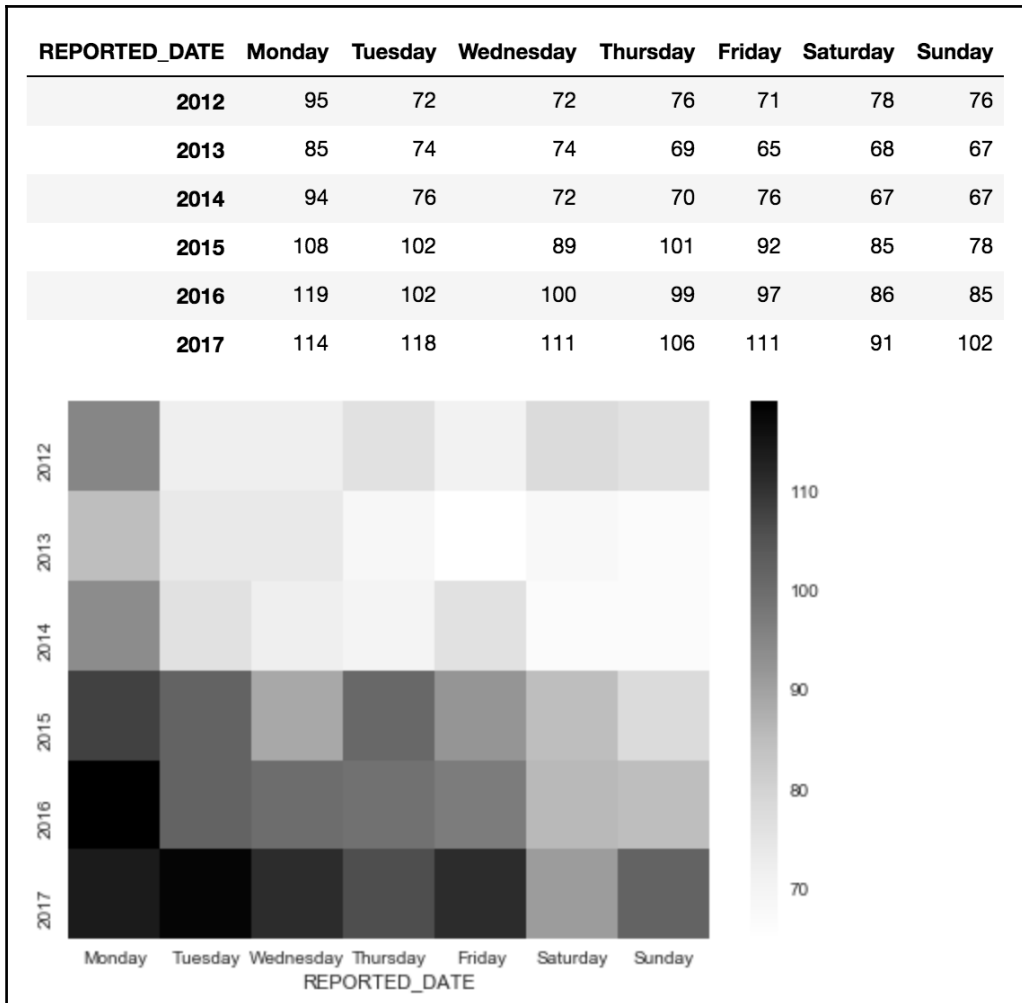 REPORTED_DATE Monday Tuesday Wednesday Thursday Friday Saturday Sunday
2012 95 72 72 76 71 78 76
2013 85 74 74 69 65 68 67
2014 94 76 72 70 76 67 67
2015 108 102 89 101 92 85 78
2016 119 102 100 99 97 86 85
2017 114 118 111 106 111 91 102
2012
2013
2014
2015
2016
2017
Monday Tuesday Wednesday Thursday Friday Saturday Sunday
REPORTED_DATE
110
100
90
80
70